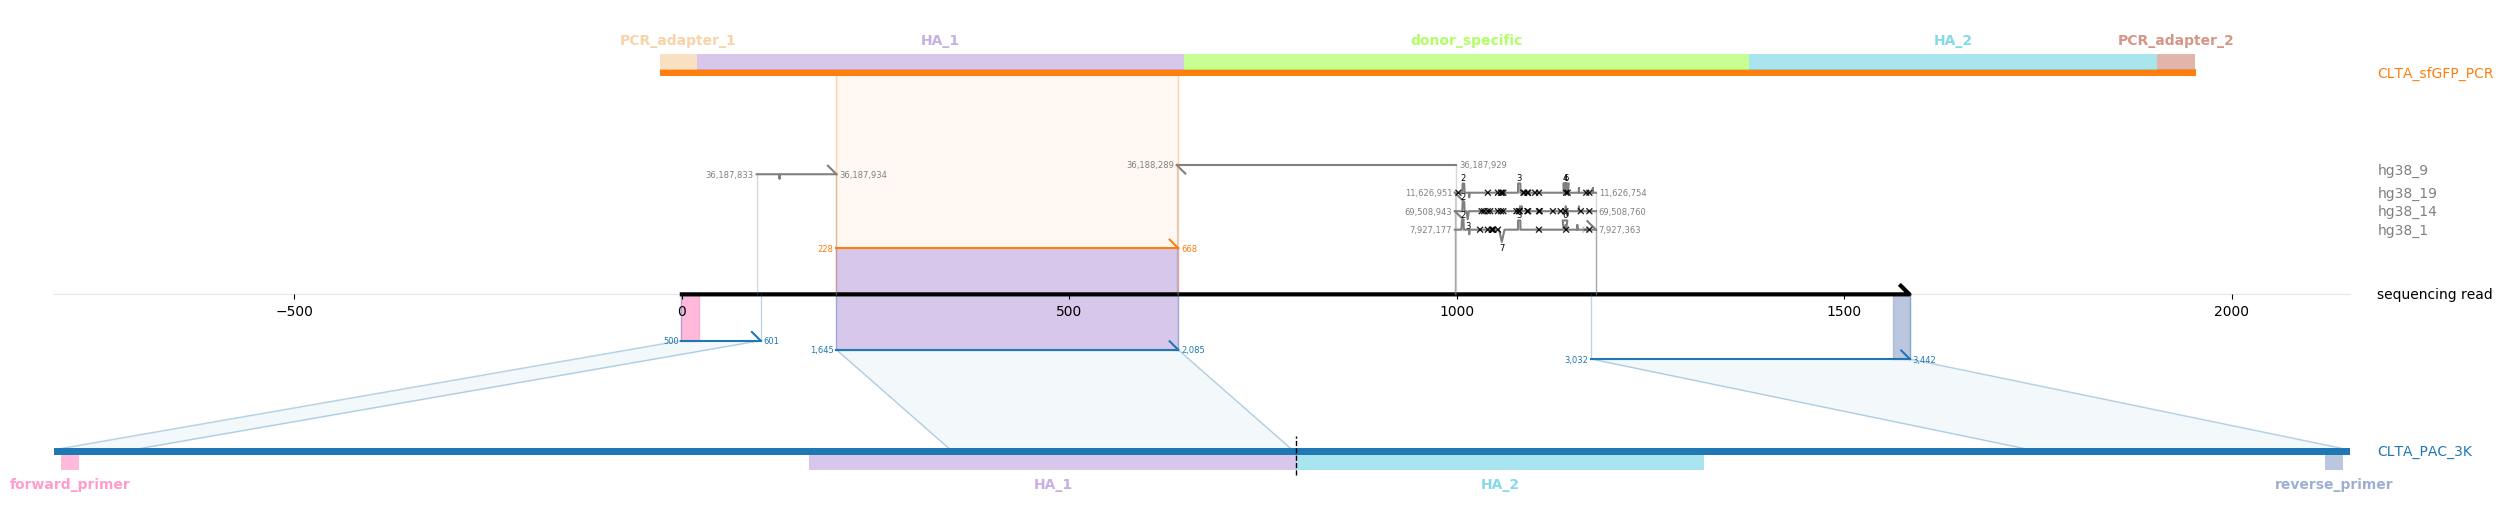 PCR_adapter_1 HA_1 donor_specific HA_2 PCR_adapter_2
CLTA_sfGFP_PCR
36,188,289 36,187,929
36,187,833 36,187,934 hg38_9
2 3 4
11,626,951 11,626,754 hg38_19
2
69,508,943 69,508,760 hg38_14
2 3
7,927,177 3 7,927,363 hg38_1
7
228 668
sequencing read
−500 0 500 1000 1500 2000
500 601
1,645 2,085
3,032 3,442
CLTA_PAC_3K
forward_primer HA_1 HA_2 reverse_primer